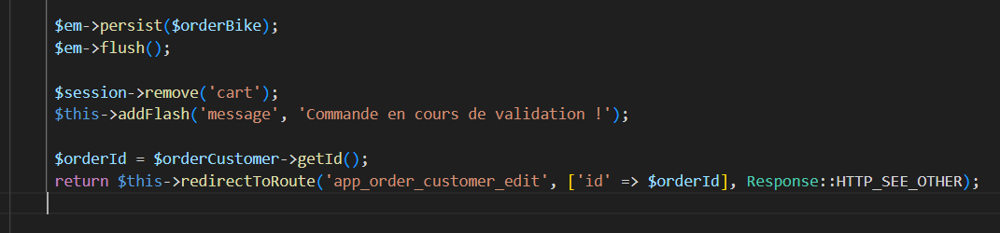 $em->persist($orderBike);
$em->flush();
$session->remove('cart');
$this->addFlash('message', 'Commande en cours de validation !');
$orderId = $orderCustomer->getId();
return $this->redirectToRoute('app_order_customer_edit', ['id' => $orderId], Response::HTTP_SEE_OTHER);